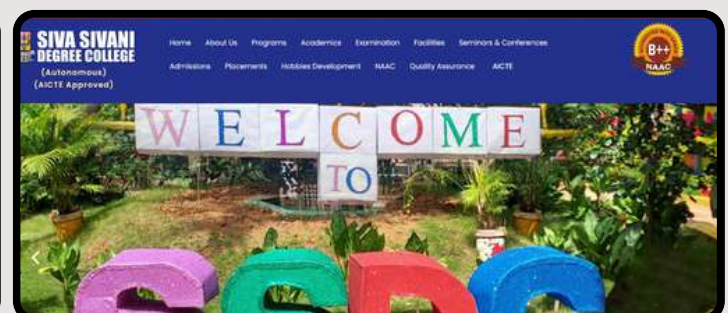 SIVA SIVANI
DEGREE COLLEGE
(Autonomous)
(AICTE Approved)
Home About Us Programs Academics Examination Facilities Seminars & Conferences
Admissions Placements Hobbies Development NAAC Quality Assurance AICTE
B++
NAAC
WELCOME
TO
SSDC